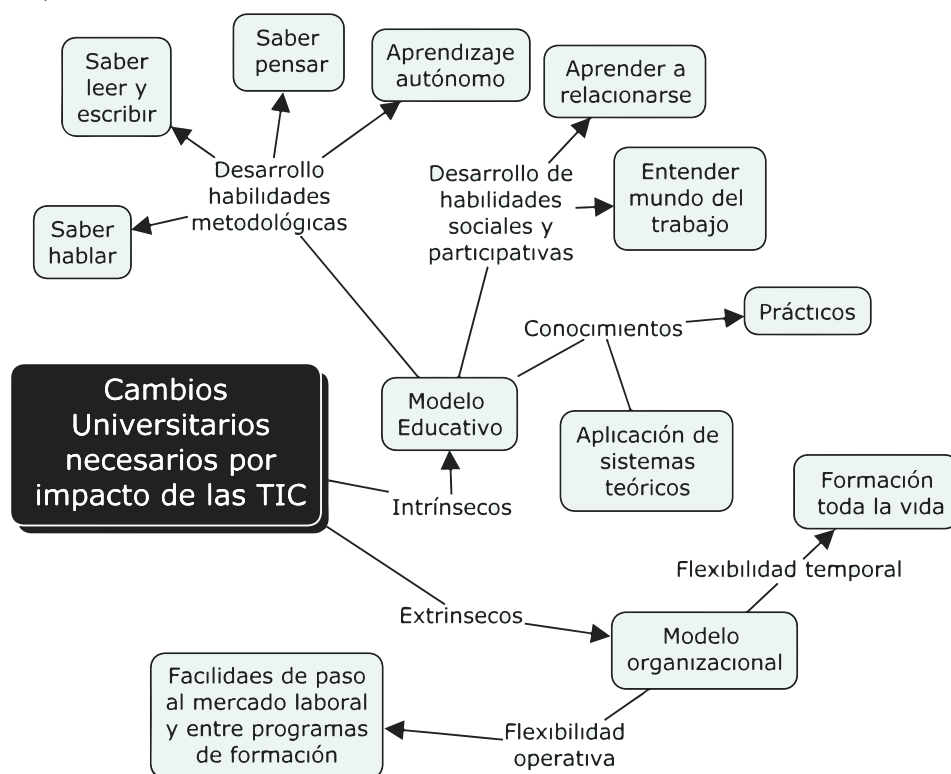 Saber
leer y
escribir
Saber
pensar
Aprendizaje
autónomo
Aprender a
relacionarse
Desarrollo
habilidades
metodológicas
Desarrollo de
habilidades
sociales y
participativas
Entender
mundo del
trabajo
Saber
hablar
Conocimientos
Prácticos
Cambios
Universitarios
necesarios por
impacto de las TIC
Modelo
Educativo
Aplicación de
sistemas
teóricos
Intrínsecos
Formación
toda la vida
Flexibilidad temporal
Extrinsecos
Modelo
organizacional
Facilidaes de paso
al mercado laboral
y entre programas
de formación
Flexibilidad
operativa